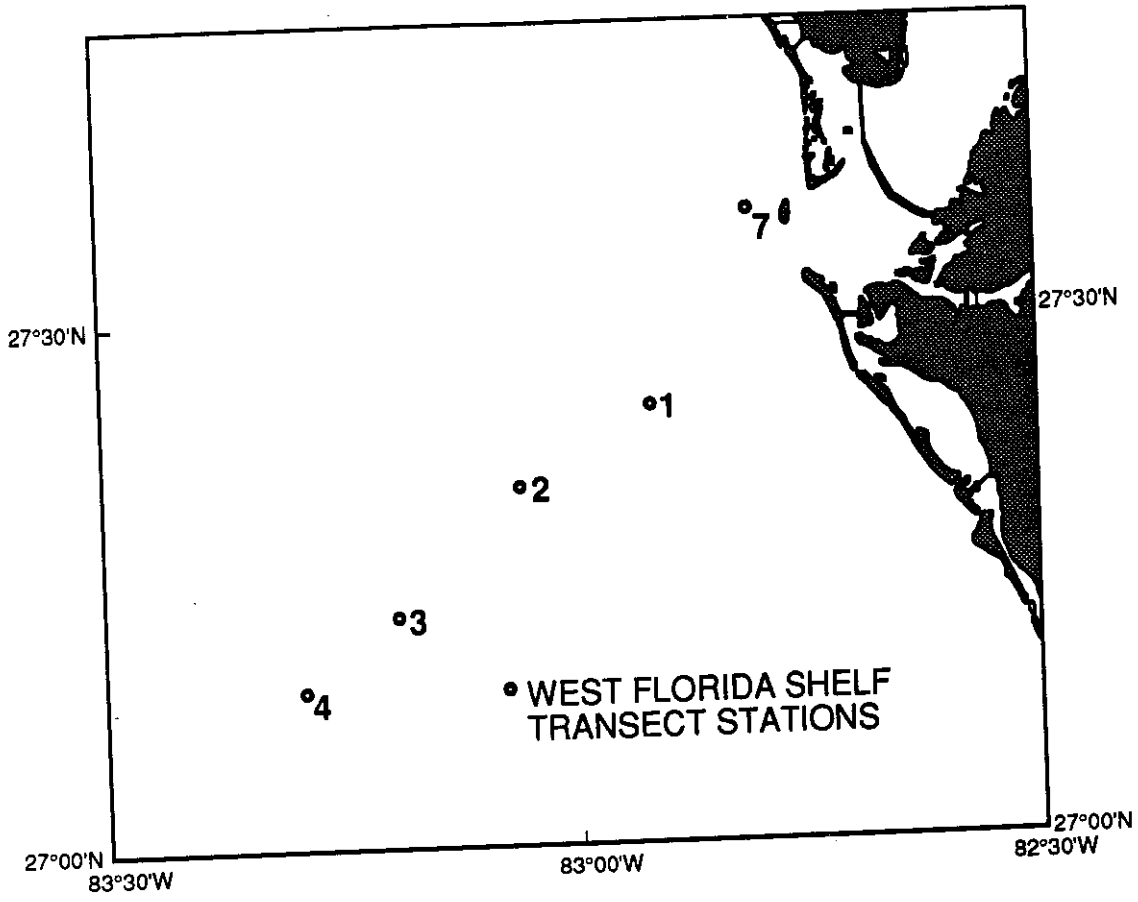 7
27°30'N
27°30'N
1
2
3
4
WEST FLORIDA SHELF
TRANSECT STATIONS
27°00'N
27°00'N
83°30'W
83°00'W
82°30'W